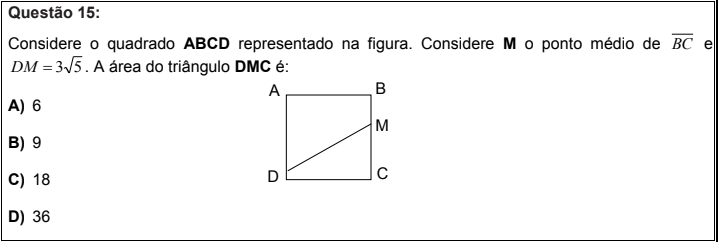 Questão 15:
Considere o quadrado ABCD representado na figura. Considere M o ponto médio de \overline{BC} e
DM = 3√5. A área do triângulo DMC é:
A) 6
B) 9
C) 18
D) 36
A B
M
D C